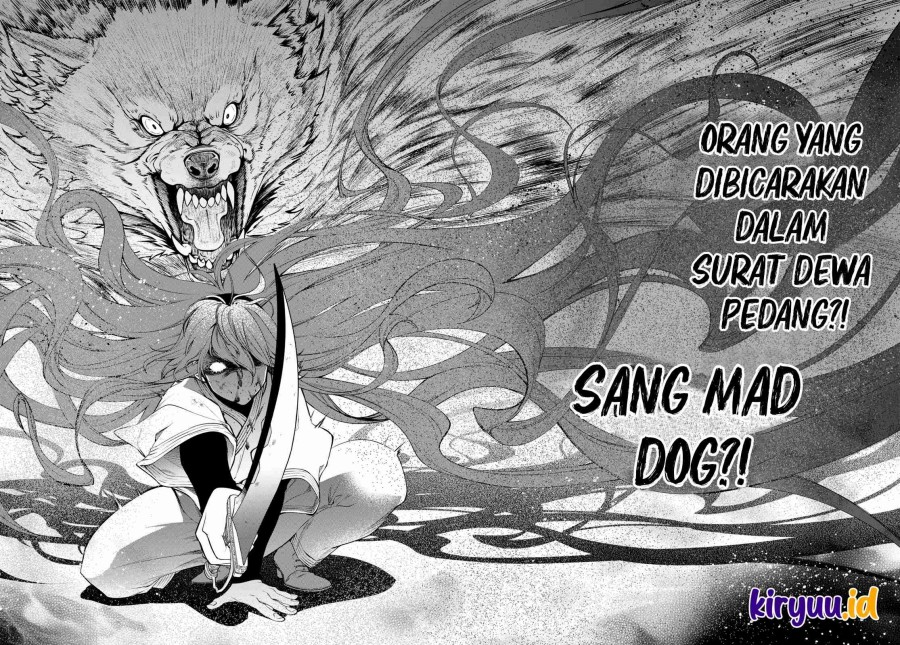 ORANG YANG
DIBICARAKAN
DALAM
SURAT DEWA
PEDANG?!
SANG MAD
DOG?!
kiryuu.id